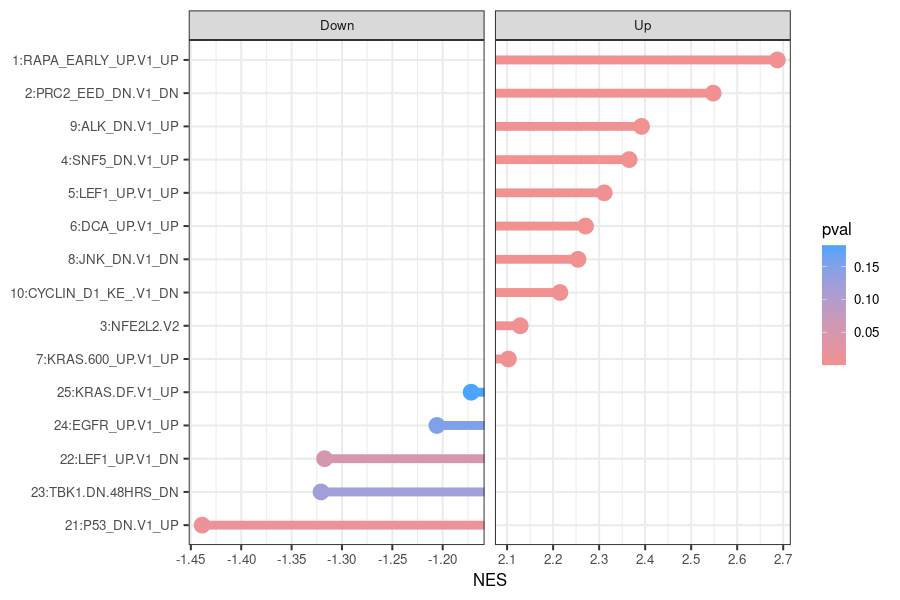 Down
Up
1:RAPA_EARLY_UP.V1_UP
2:PRC2_EED_DN.V1_DN
9:ALK_DN.V1_UP
4:SNF5_DN.V1_UP
5:LEF1_UP.V1_UP
6:DCA_UP.V1_UP
8:JNK_DN.V1_DN
10:CYCLIN_D1_KE_.V1_DN
3:NFE2L2.V2
7:KRAS.600_UP.V1_UP
25:KRAS.DF.V1_UP
24:EGFR_UP.V1_UP
22:LEF1_UP.V1_DN
23:TBK1.DN.48HRS_DN
21:P53_DN.V1_UP
-1.45 -1.40 -1.35 -1.30 -1.25 -1.20
2.1 2.2 2.3 2.4 2.5 2.6 2.7
NES
pval
0.15
0.10
0.05